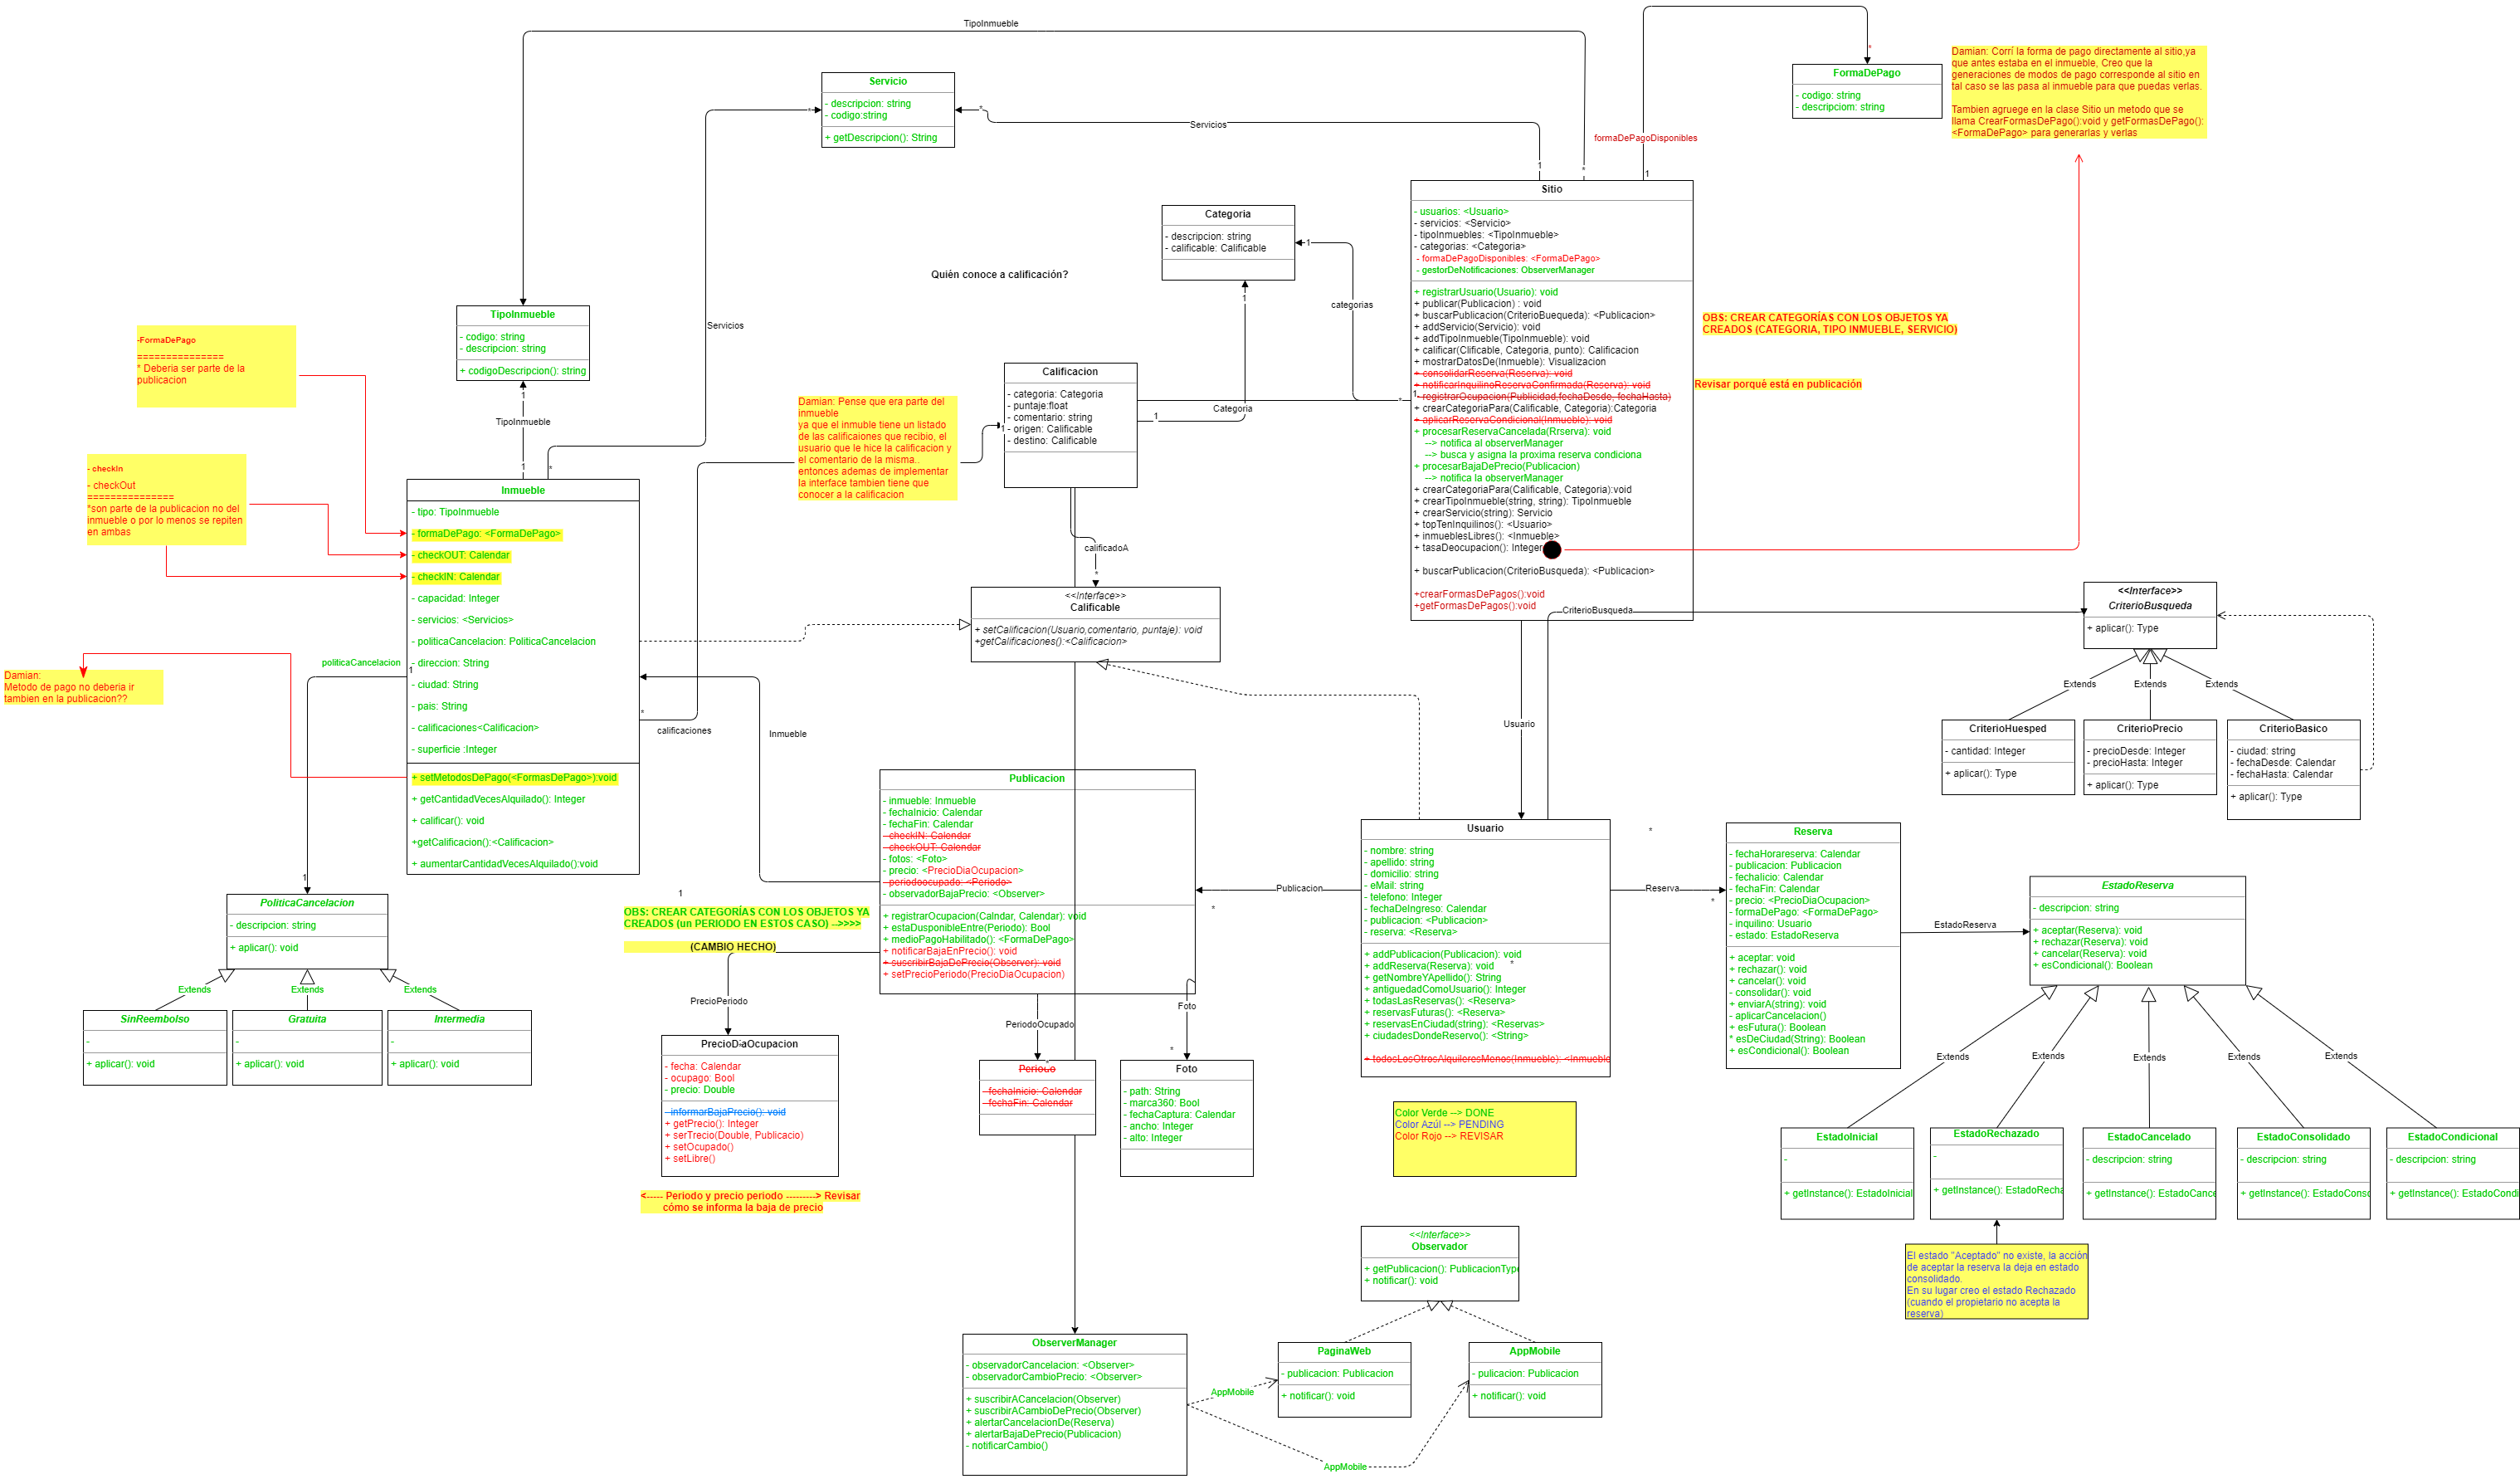 TipoInmueble
Servicio
- descripcion: string
- codigo:string
+ getDescripcion(): String
*
*
Servicios
1
*
formaDePagoDisponibles
1
*
FormaDePago
- codigo: string
- descripciom: string
Damian: Corrí la forma de pago directamente al sitio,ya
que antes estaba en el inmueble, Creo que la
generaciones de modos de pago corresponde al sitio en
tal caso se las pasa al inmueble para que puedas verlas.
Tambien agruege en la clase Sitio un metodo que se
llama CrearFormasDePago():void y getFormasDePago():
<FormaDePago> para generarlas y verlas
Sitio
- usuarios: <Usuario>
- servicios: <Servicio>
- tipoInmuebles: <TipoInmueble>
- categorias: <Categoria>
- formaDePagoDisponibles: <FormaDePago>
- gestorDeNotificaciones: ObserverManager
+ registrarUsuario(Usuario): void
+ publicar(Publicacion) : void
+ buscarPublicacion(CriterioBuequeda): <Publicacion>
+ addServicio(Servicio): void
+ addTipoInmueble(TipoInmueble): void
+ calificar(Clificable, Categoria, punto): Calificacion
+ mostrarDatosDe(Inmueble): Visualizacion
+ consolidarReserva(Reserva): void
+ notificarInquilinoReservaConfirmada(Reserva): void
- registrarOcupacion(Publicidad,fechaDesde, fechaHasta)
+ crearCategoriaPara(Calificable, Categoria):Categoria
+ aplicarReservaCondicional(Inmueble): void
+ procesarReservaCancelada(Rrserva): void
--> notifica al observerManager
--> busca y asigna la proxima reserva condiciona
+ procesarBajaDePrecio(Publicacion)
--> notifica la observerManager
+ crearCategoriaPara(Calificable, Categoria):void
+ crearTipoInmueble(string, string): TipoInmueble
+ crearServicio(string): Servicio
+ topTenInquilinos(): <Usuario>
+ inmueblesLibres(): <Inmueble>
+ tasaDeocupacion(): Integer
+ buscarPublicacion(CriterioBusqueda): <Publicacion>
+crearFormasDePagos():void
+getFormasDePagos():void
OBS: CREAR CATEGORÍAS CON LOS OBJETOS YA
CREADOS (CATEGORIA, TIPO INMUEBLE, SERVICIO)
Revisar porqué está en publicación
Categoria
- descripcion: string
- calificable: Calificable
1
1
categorias
Categoria
1
*
1
Quién conoce a calificación?
TipoInmueble
- codigo: string
- descripcion: string
+ codigoDescripcion(): string
1
TipoInmueble
1
*
Servicios
-FormaDePago
===============
* Deberia ser parte de la
publicacion
- checkIn
- checkOut
===============
*son parte de la publicacion no del
inmueble o por lo menos se repiten
en ambas
Damian:
Metodo de pago no deberia ir
tambien en la publicacion??
Calificacion
- categoria: Categoria
- puntaje:float
- comentario: string
- origen: Calificable
- destino: Calificable
1
Damian: Pense que era parte del
inmueble
ya que el inmuble tiene un listado
de las calificaiones que recibio, el
usuario que le hice la calificacion y
el comentario de la misma..
entonces ademas de implementar
la interface tambien tiene que
conocer a la calificacion
Inmueble
- tipo: TipoInmueble
- formaDePago: <FormaDePago>
- checkOUT: Calendar
- checkIN: Calendar
- capacidad: Integer
- servicios: <Servicios>
- politicaCancelacion: PoliticaCancelacion
- direccion: String
- ciudad: String
- pais: String
- calificaciones<Calificacion>
- superficie :Integer
+ setMetodosDePago(<FormasDePago>):void
+ getCantidadVecesAlquilado(): Integer
+ calificar(): void
+getCalificacion():<Calificacion>
+ aumentarCantidadVecesAlquilado():void
politicaCancelacion
1
1
*
calificaciones
Inmueble
1
calificadoA
*
<<Interface>>
Calificable
+ setCalificacion(Usuario,comentario, puntaje): void
+getCalificaciones():<Calificacion>
CriterioBusqueda
Usuario
<<Interface>>
CriterioBusqueda
+ aplicar(): Type
Extends
Extends
Extends
CriterioHuesped
- cantidad: Integer
+ aplicar(): Type
CriterioPrecio
- precioDesde: Integer
- precioHasta: Integer
+ aplicar(): Type
CriterioBasico
- ciudad: string
- fechaDesde: Calendar
- fechaHasta: Calendar
+ aplicar(): Type
Publicacion
- inmueble: Inmueble
- fechaInicio: Calendar
- fechaFin: Calendar
- checkIN: Calendar
- checkOUT: Calendar
- fotos: <Foto>
- precio: <PrecioDiaOcupacion>
- periodoocupado: <Periodo>
- observadorBajaPrecio: <Observer>
+ registrarOcupacion(Calndar, Calendar): void
+ estaDusponibleEntre(Periodo): Bool
+ medioPagoHabilitado(): <FormaDePago>
+ notificarBajaEnPrecio(): void
+ suscribirBajaDePrecio(Observer): void
+ setPrecioPeriodo(PrecioDiaOcupacion)
OBS: CREAR CATEGORÍAS CON LOS OBJETOS YA
CREADOS (un PERIODO EN ESTOS CASO) -->>>>
(CAMBIO HECHO)
Publicacion
*
Usuario
- nombre: string
- apellido: string
- domicilio: string
- eMail: string
- telefono: Integer
- fechaDeIngreso: Calendar
- publicacion: <Publicacion>
- reserva: <Reserva>
+ addPublicacion(Publicacion): void
+ addReserva(Reserva): void
*
+ getNombreYApellido(): String
+ antiguedadComoUsuario(): Integer
+ todasLasReservas(): <Reserva>
+ reservasFuturas(): <Reserva>
+ reservasEnCiudad(string): <Reservas>
+ ciudadesDondeReservo(): <String>
+ todosLosOtrosAlquileresMenos(Inmueble): <Inmueble
*
Reserva
*
Reserva
- fechaHorareserva: Calendar
- publicacion: Publicacion
- fechaIicio: Calendar
- fechaFin: Calendar
- precio: <PrecioDiaOcupacion>
- formaDePago: <FormaDePago>
- inquilino: Usuario
- estado: EstadoReserva
+ aceptar: void
+ rechazar(): void
+ cancelar(): void
- consolidar(): void
+ enviarA(string): void
- aplicarCancelacion()
+ esFutura(): Boolean
* esDeCiudad(String): Boolean
+ esCondicional(): Boolean
EstadoReserva
EstadoReserva
- descripcion: string
+ aceptar(Reserva): void
+ rechazar(Reserva): void
+ cancelar(Reserva): void
+ esCondicional(): Boolean
Extends
Extends
Extends
Extends
Extends
EstadoInicial
-
+ getInstance(): EstadoInicial
EstadoRechazado
-
+ getInstance(): EstadoRecha
EstadoCancelado
- descripcion: string
+ getInstance(): EstadoCance
EstadoConsolidado
- descripcion: string
+ getInstance(): EstadoConso
EstadoCondicional
- descripcion: string
+ getInstance(): EstadoCondi
El estado "Aceptado" no existe, la acción
de aceptar la reserva la deja en estado
consolidado.
En su lugar creo el estado Rechazado
(cuando el propietario no acepta la
reserva)
PoliticaCancelacion
- descripcion: string
+ aplicar(): void
Extends
Extends
Extends
SinReembolso
-
+ aplicar(): void
Gratuita
-
+ aplicar(): void
Intermedia
-
+ aplicar(): void
PrecioPeriodo
PrecioDiaOcupacion
- fecha: Calendar
- ocupago: Bool
- precio: Double
- informarBajaPrecio(): void
+ getPrecio(): Integer
+ serTrecio(Double, Publicacio)
+ setOcupado()
+ setLibre()
<----- Periodo y precio periodo ---------> Revisar
cómo se informa la baja de precio
PeriodoOcupado
*
Periodo
- fechaInicio: Calendar
- fechaFin: Calendar
Foto
*
Foto
- path: String
- marca360: Bool
- fechaCaptura: Calendar
- ancho: Integer
- alto: Integer
Color Verde --> DONE
Color Azúl --> PENDING
Color Rojo --> REVISAR
<<Interface>>
Observador
+ getPublicacion(): PublicacionType
+ notificar(): void
ObserverManager
- observadorCancelacion: <Observer>
- observadorCambioPrecio: <Observer>
+ suscribirACancelacion(Observer)
+ suscribirACambioDePrecio(Observer)
+ alertarCancelacionDe(Reserva)
+ alertarBajaDePrecio(Publicacion)
- notificarCambio()
AppMobile
AppMobile
PaginaWeb
- publicacion: Publicacion
+ notificar(): void
AppMobile
- pulicacion: Publicacion
+ notificar(): void